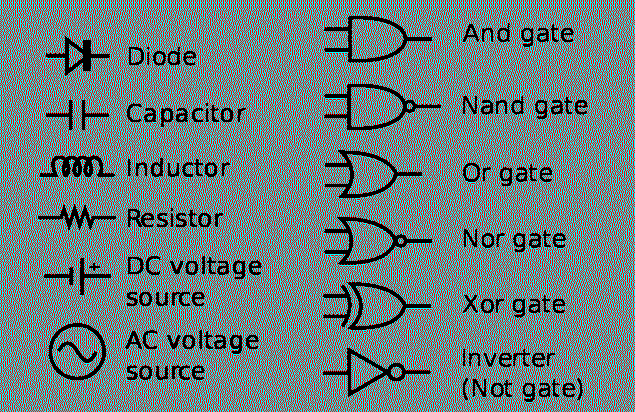 Diode
Capacitor
Inductor
Resistor
DC voltage
source
AC voltage
source
And gate
Nand gate
Or gate
Nor gate
Xor gate
Inverter
(Not gate)